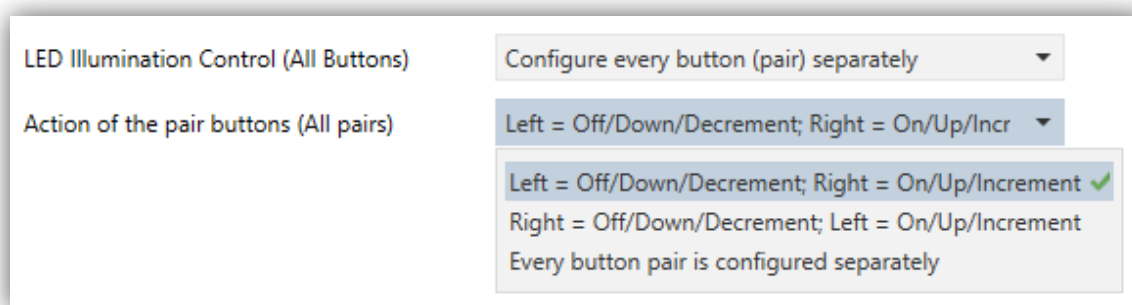 LED Illumination Control (All Buttons) Configure every button (pair) separately
Action of the pair buttons (All pairs) Left = Off/Down/Decrement; Right = On/Up/Incr
Left = Off/Down/Decrement; Right = On/Up/Increment
Right = Off/Down/Decrement; Left = On/Up/Increment
Every button pair is configured separately